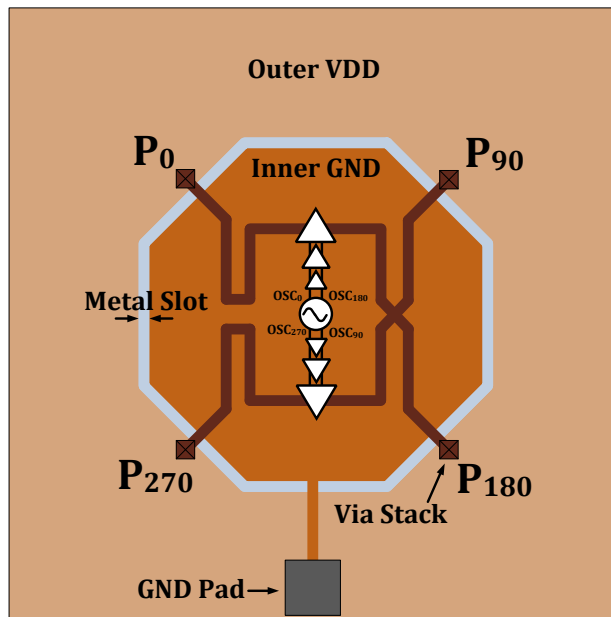 Outer VDD
P0
P90
Inner GND
Metal Slot
OSC0
OSC180
OSC270
OSC90
P270
P180
Via Stack
GND Pad